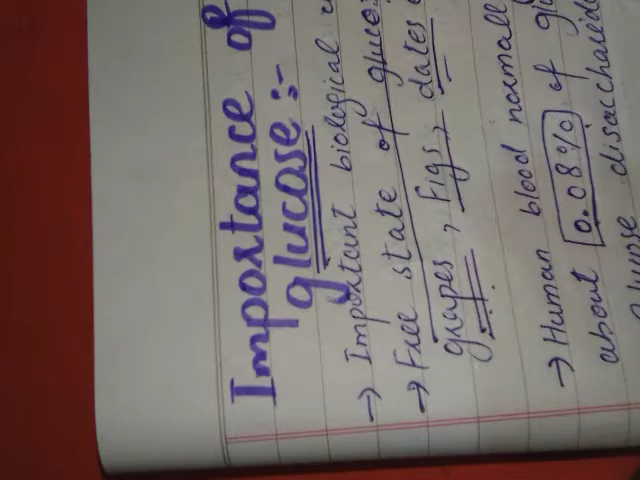 Importance of
glucose :-
→ Important biological
→ Free state of glucose
grapes, Figs, dates
→ Human blood normall
about 0.08% of
disaccharide